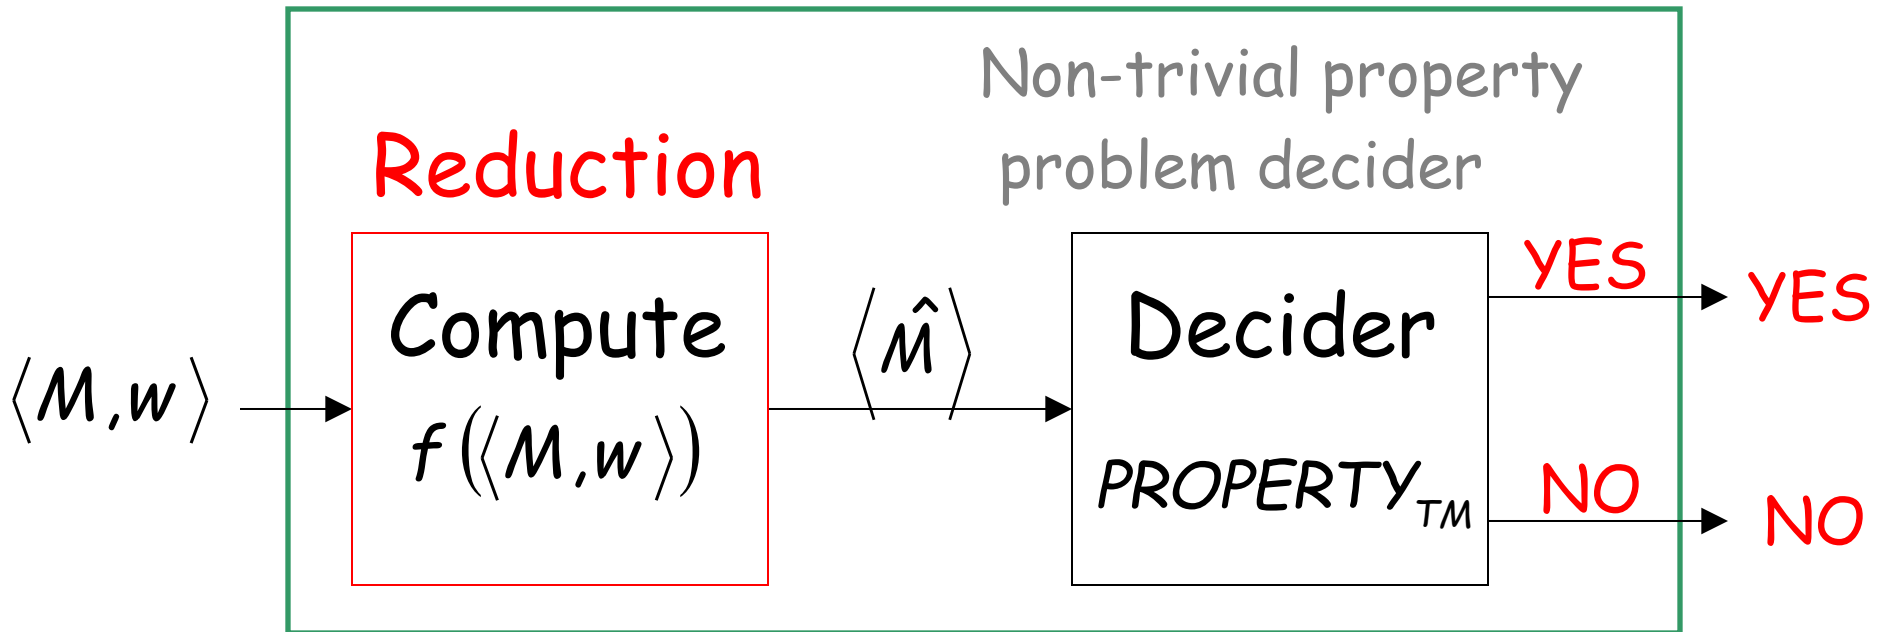 Non-trivial property
problem decider
Reduction
⟨M,w⟩
Compute
f(⟨M,w⟩)
⟨M̂⟩
Decider
PROPERTY_TM
YES
YES
NO
NO